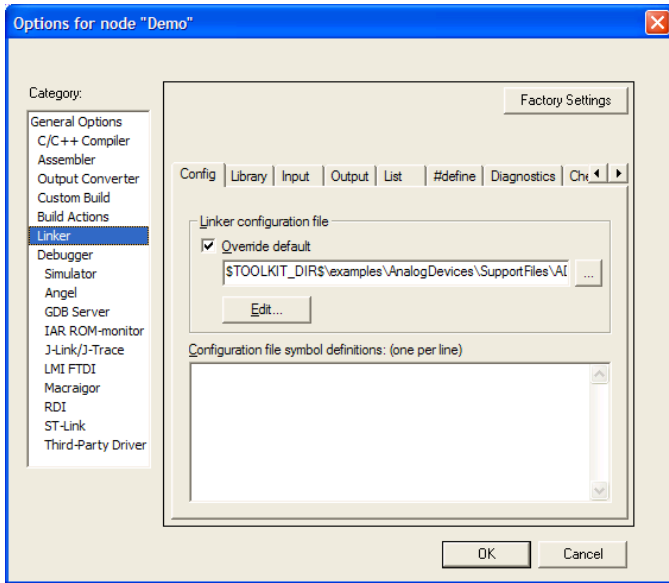 Options for node "Demo"
Category:
Factory Settings
General Options
C/C++ Compiler
Assembler
Output Converter
Custom Build
Build Actions
Linker
Debugger
Simulator
Angel
GDB Server
IAR ROM-monitor
J-Link/J-Trace
LMI FTDI
Macraigor
RDI
ST-Link
Third-Party Driver
Config Library Input Output List #define Diagnostics
Linker configuration file
Override default
$TOOLKIT_DIR$\examples\AnalogDevices\SupportFiles\
...
Edit...
Configuration file symbol definitions: (one per line)
OK Cancel